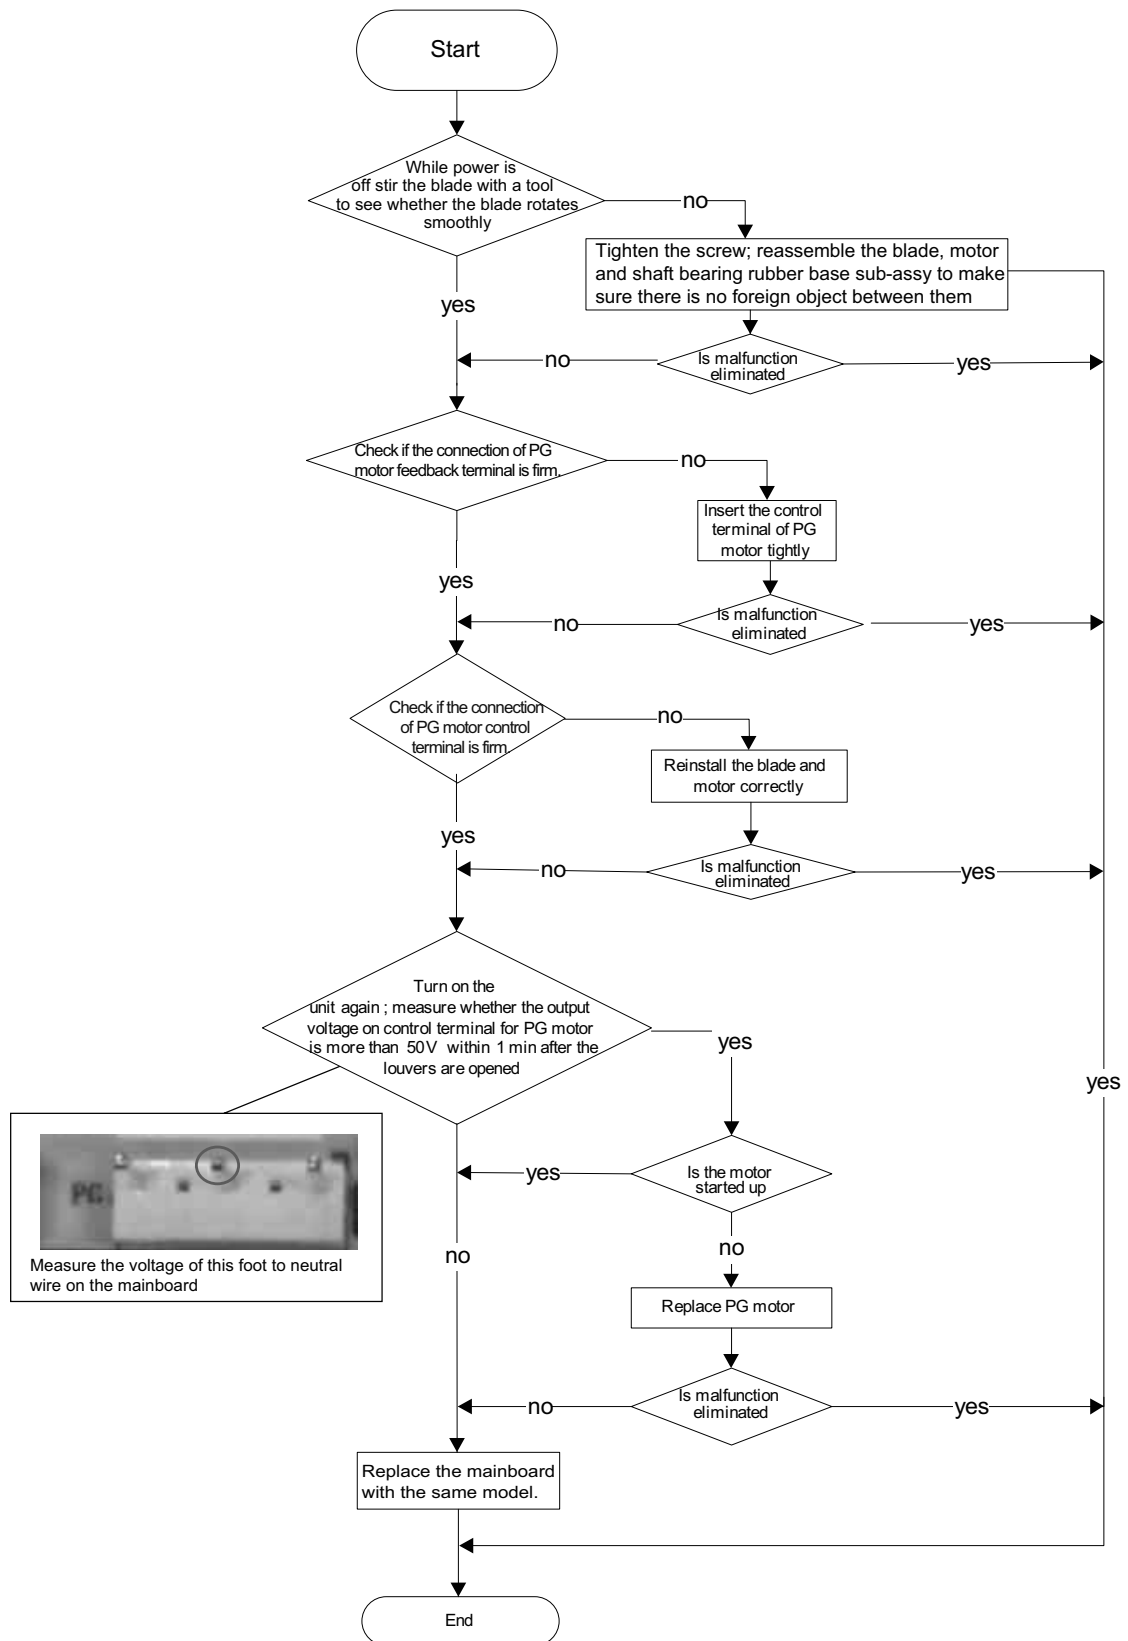 Start
While power is
off stir the blade with a tool
to see whether the blade rotates
smoothly
no
Tighten the screw; reassemble the blade, motor
and shaft bearing rubber base sub-assy to make
sure there is no foreign object between them
yes
Is malfunction
eliminated
no
yes
Check if the connection of PG
motor feedback terminal is firm.
no
Insert the control
terminal of PG
motor tightly
yes
Is malfunction
eliminated
no
yes
Check if the connection
of PG motor control
terminal is firm.
no
Reinstall the blade and
motor correctly
yes
Is malfunction
eliminated
no
yes
Turn on the
unit again ; measure whether the output
voltage on control terminal for PG motor
is more than 50V within 1 min after the
louvers are opened
yes
yes
PG
Measure the voltage of this foot to neutral
wire on the mainboard
Is the motor
started up
yes
no
no
Replace PG motor
Is malfunction
eliminated
no
yes
Replace the mainboard
with the same model.
End